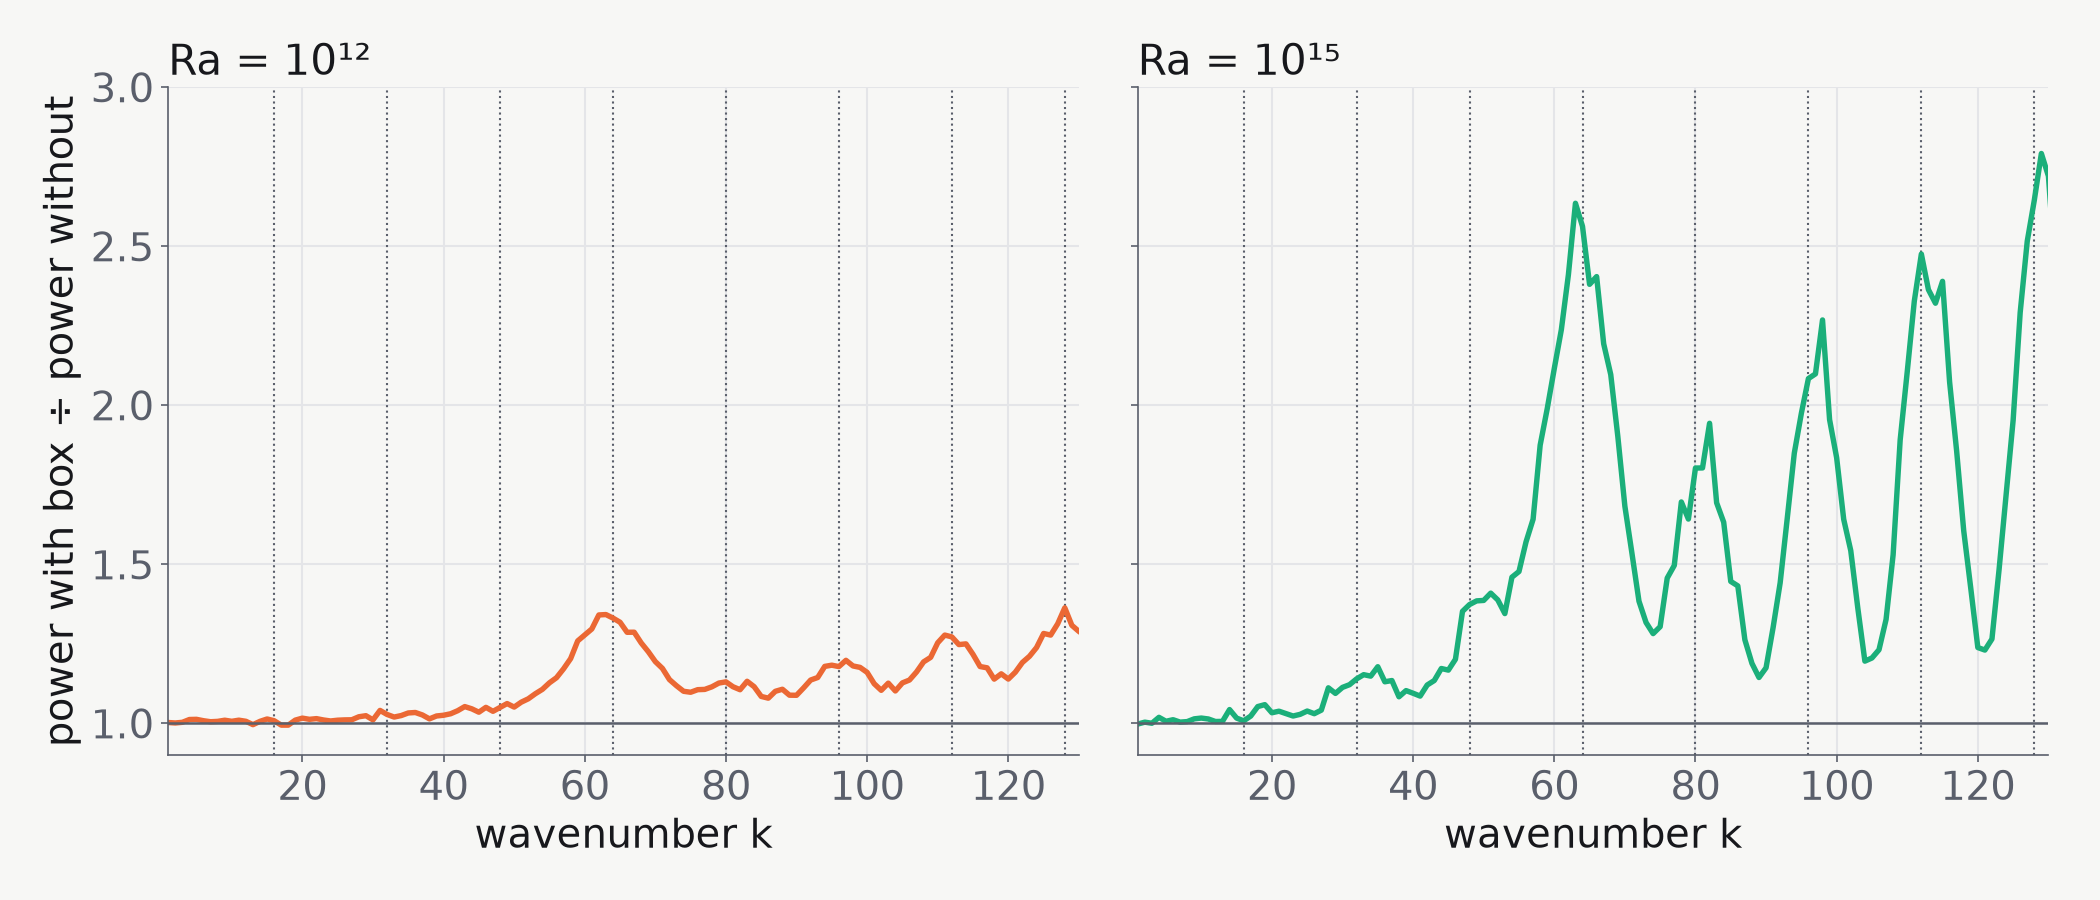 Ra = 10¹²
Ra = 10¹⁵
power with box ÷ power without
3.0
2.5
2.0
1.5
1.0
20 40 60 80 100 120
20 40 60 80 100 120
wavenumber k
wavenumber k